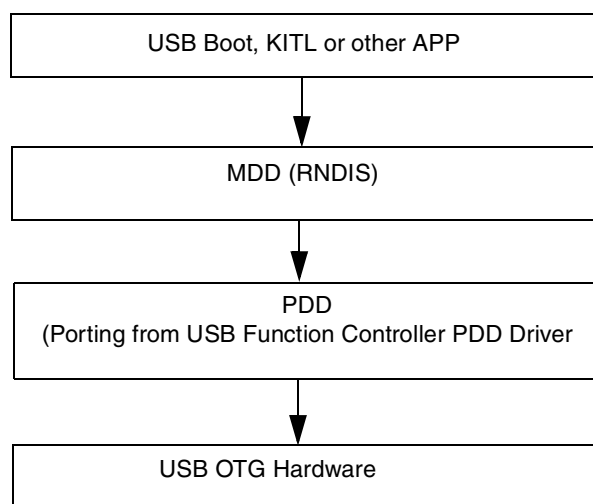 USB Boot, KITL or other APP
MDD (RNDIS)
PDD
(Porting from USB Function Controller PDD Driver
USB OTG Hardware